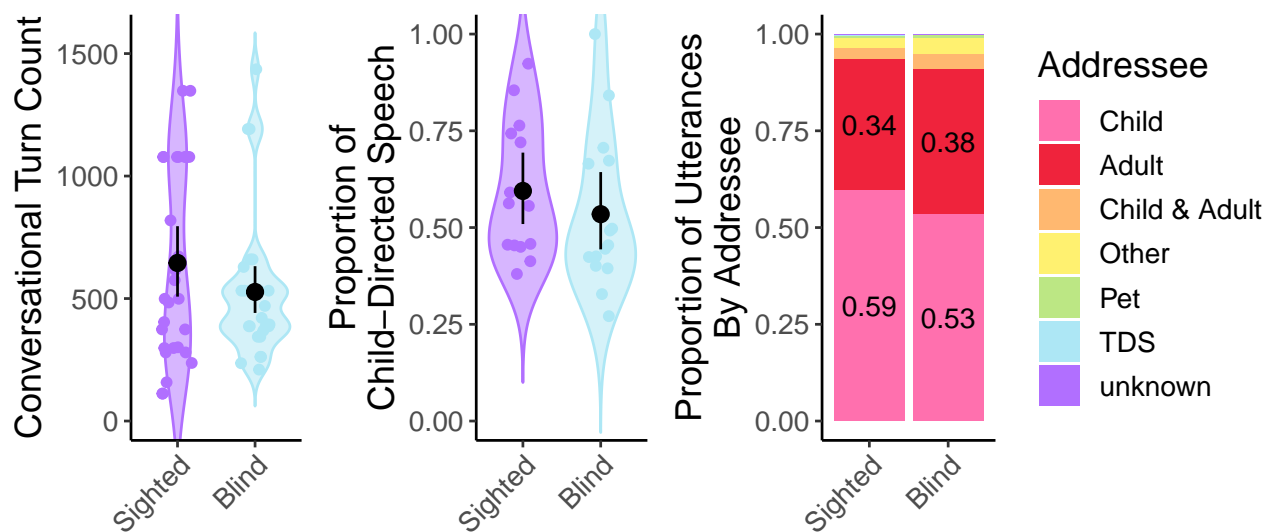 Conversational Turn Count
1500
1000
500
0
Sighted
Blind
Proportion of
Child–Directed Speech
1.00
0.75
0.50
0.25
0.00
Sighted
Blind
Proportion of Utterances
By Addressee
1.00
0.75
0.50
0.25
0.00
0.34
0.38
0.59
0.53
Sighted
Blind
Addressee
Child
Adult
Child & Adult
Other
Pet
TDS
unknown